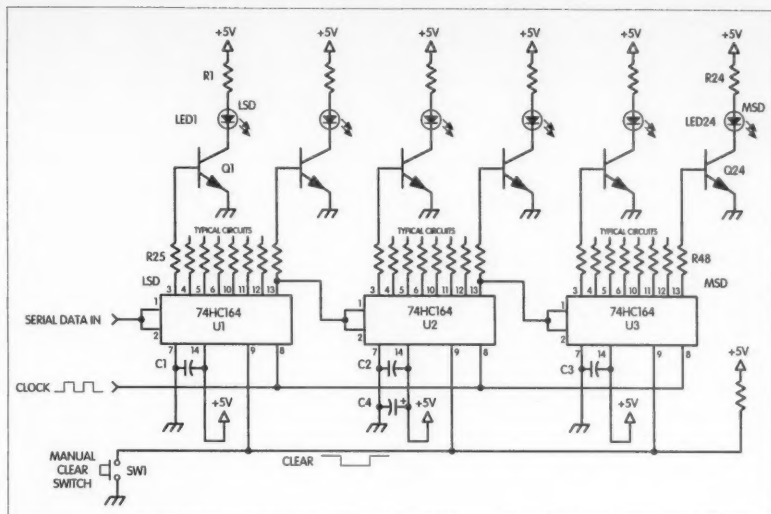 +5V +5V +5V +5V +5V +5V
R1 R24
LSD MSD
LED1 LED24
Q1 Q24
TYPICAL CIRCUITS TYPICAL CIRCUITS TYPICAL CIRCUITS
R25 R48
LSD MSD
3 4 5 6 10 11 12 13 3 4 5 6 10 11 12 13 3 4 5 6 10 11 12 13
1 74HC164 1 74HC164 1 74HC164
SERIAL DATA IN
2 U1 2 U2 2 U3
7 14 9 8 7 14 9 8 7 14 9 8
C1 C2 C3
+5V
CLOCK
C4 +
+5V +5V +5V
MANUAL
CLEAR
SWITCH
SW1
CLEAR